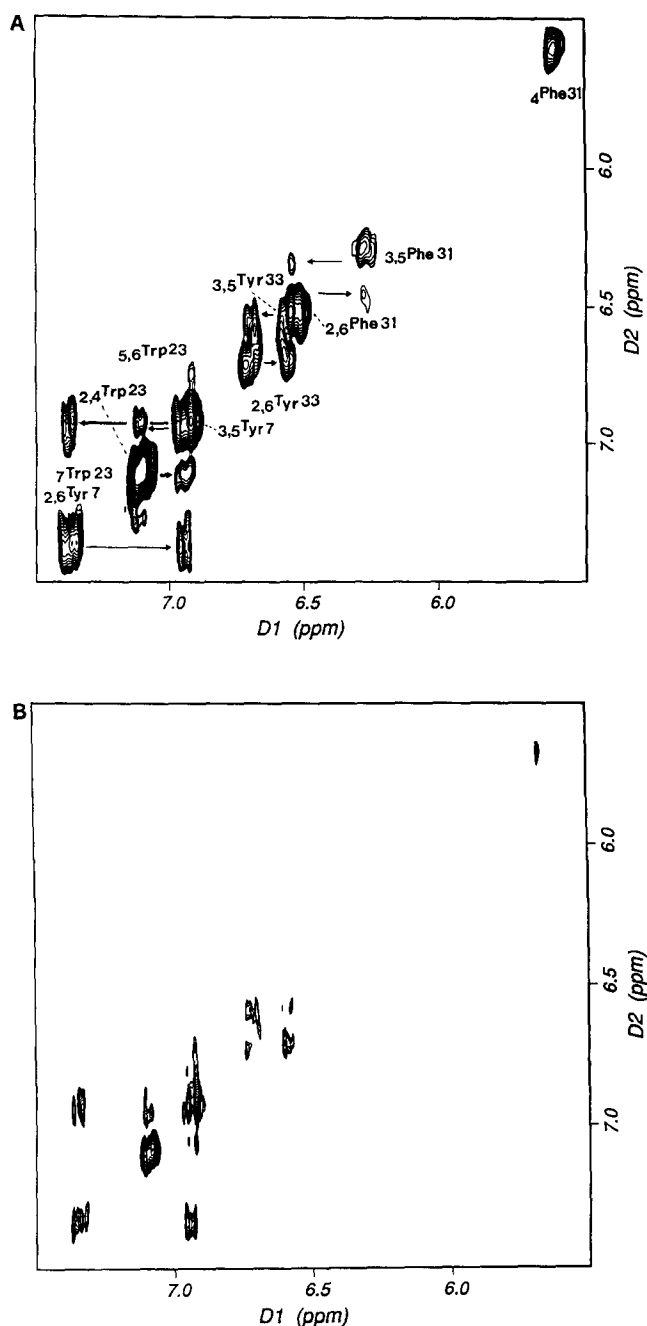 A
4Phe31
6.0
3,5Phe 31
3,5Tyr 33
6.5
2,6Phe 31
D2 (ppm)
5,6Trp23
2,4Trp 23
2,6Tyr 33
3,5Tyr 7
7.0
7Trp 23
2,6Tyr 7
7.0 6.5 6.0
D1 (ppm)
B
6.0
6.5
D2 (ppm)
7.0
7.0 6.5 6.0
D1 (ppm)